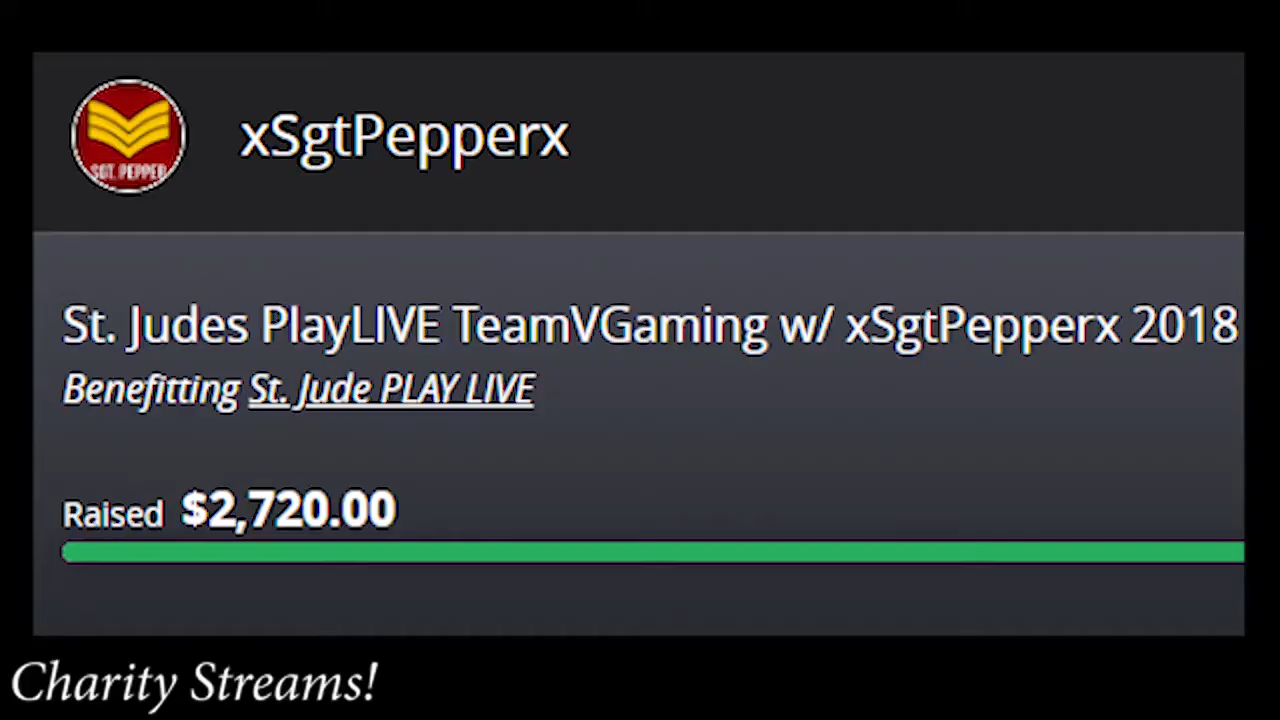 SGT. PEPPER
xSgtPepperx
St. Judes PlayLIVE TeamVGaming w/ xSgtPepperx 2018
Benefitting St. Jude PLAY LIVE
Raised $2,720.00
Charity Streams!